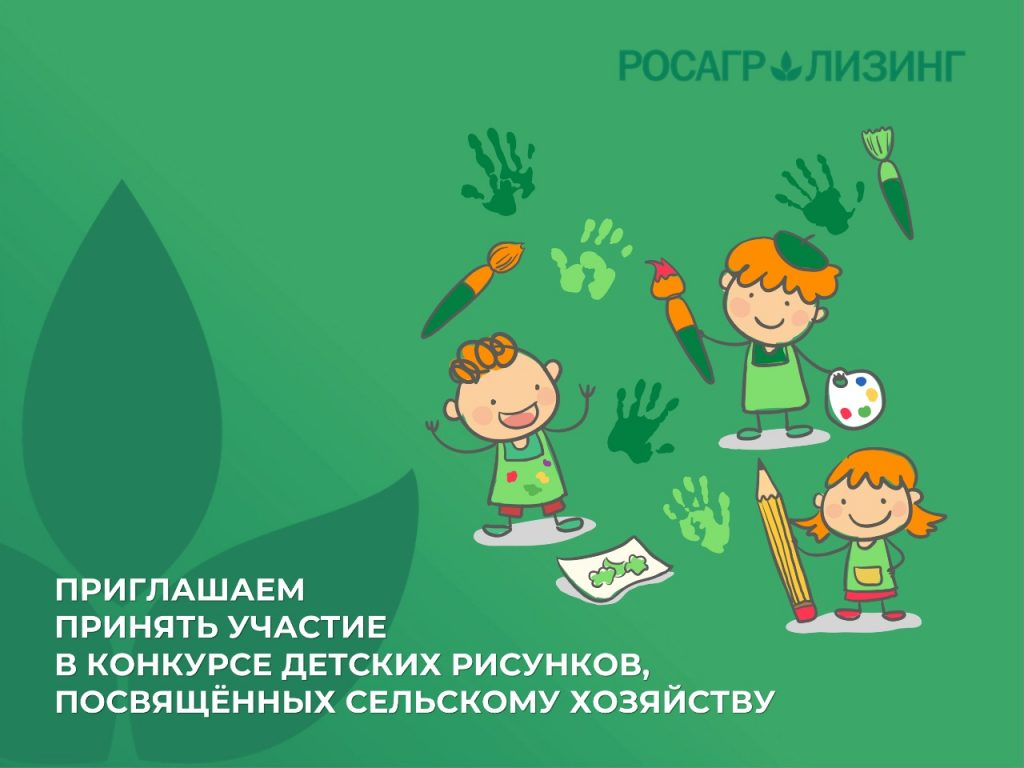 РОСАГРОЛИЗИНГ
ПРИГЛАШАЕМ
ПРИНЯТЬ УЧАСТИЕ
В КОНКУРСЕ ДЕТСКИХ РИСУНКОВ,
ПОСВЯЩЁННЫХ СЕЛЬСКОМУ ХОЗЯЙСТВУ